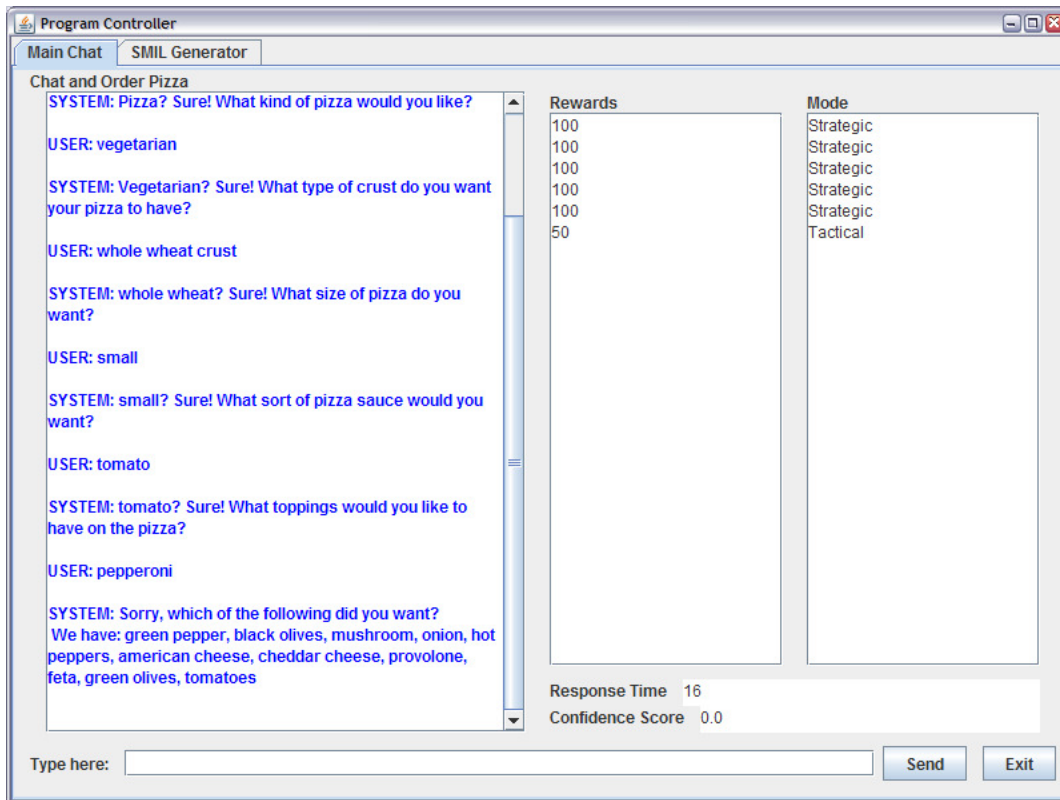 Program Controller
Main Chat
SMIL Generator
Chat and Order Pizza
SYSTEM: Pizza? Sure! What kind of pizza would you like?
USER: vegetarian
SYSTEM: Vegetarian? Sure! What type of crust do you want
your pizza to have?
USER: whole wheat crust
SYSTEM: whole wheat? Sure! What size of pizza do you
want?
USER: small
SYSTEM: small? Sure! What sort of pizza sauce would you
want?
USER: tomato
SYSTEM: tomato? Sure! What toppings would you like to
have on the pizza?
USER: pepperoni
SYSTEM: Sorry, which of the following did you want?
We have: green pepper, black olives, mushroom, onion, hot
peppers, american cheese, cheddar cheese, provolone,
feta, green olives, tomatoes
Rewards
100
100
100
100
100
50
Mode
Strategic
Strategic
Strategic
Strategic
Strategic
Tactical
Response Time 16
Confidence Score 0.0
Type here:
Send
Exit